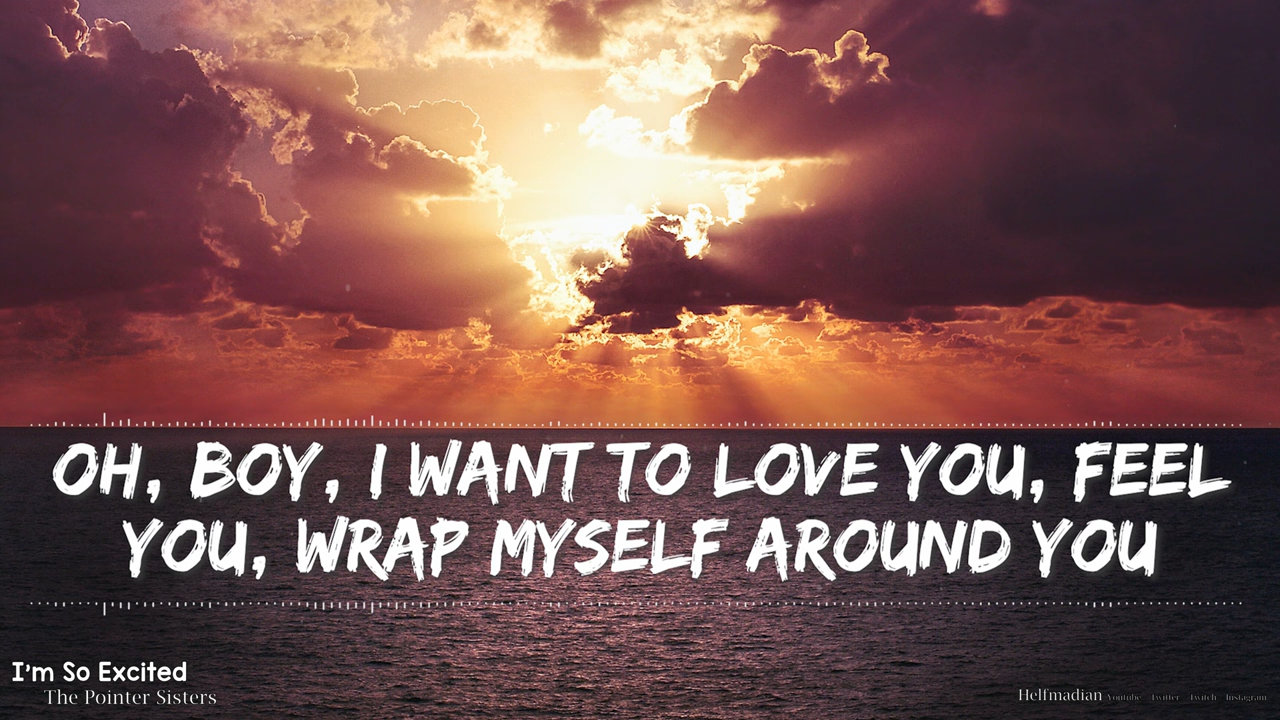 OH, BOY, I WANT TO LOVE YOU, FEEL
YOU, WRAP MYSELF AROUND YOU
I'm So Excited
The Pointer Sisters
Helfmadian Youtube Twitter Twitch Instagram